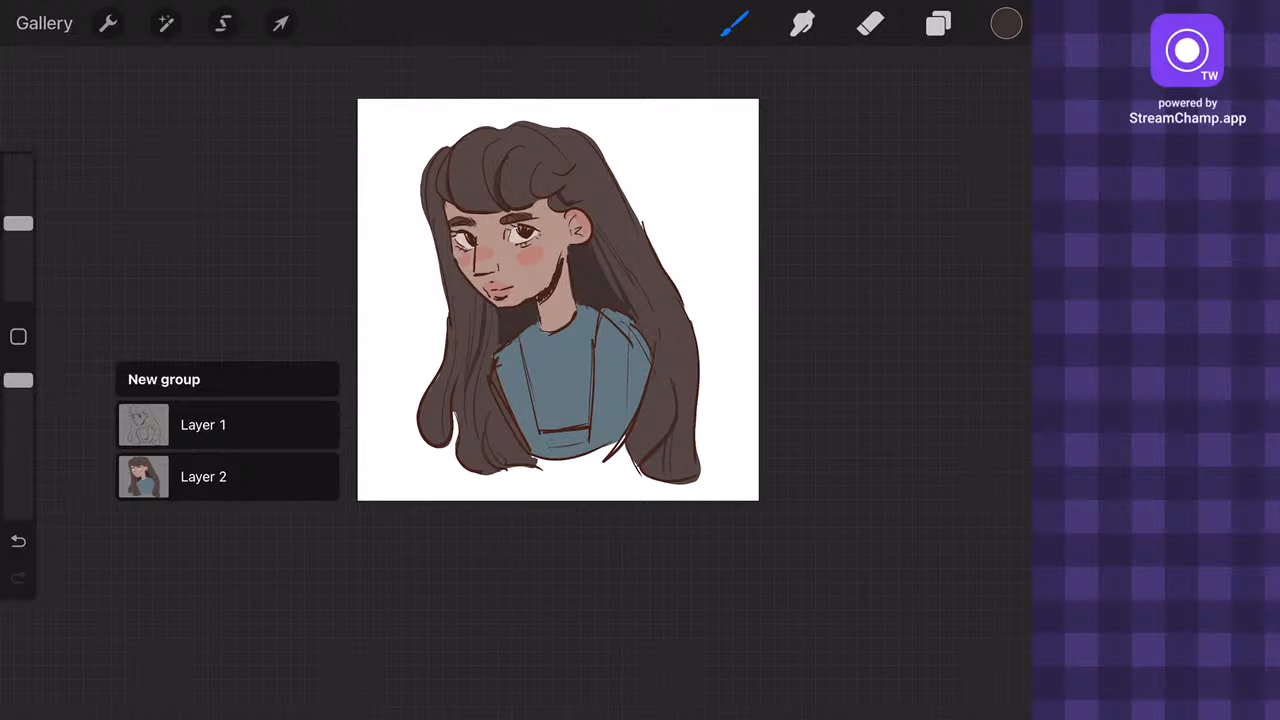 Gallery
TW
powered by
StreamChamp.app
New group
Layer 1
Layer 2